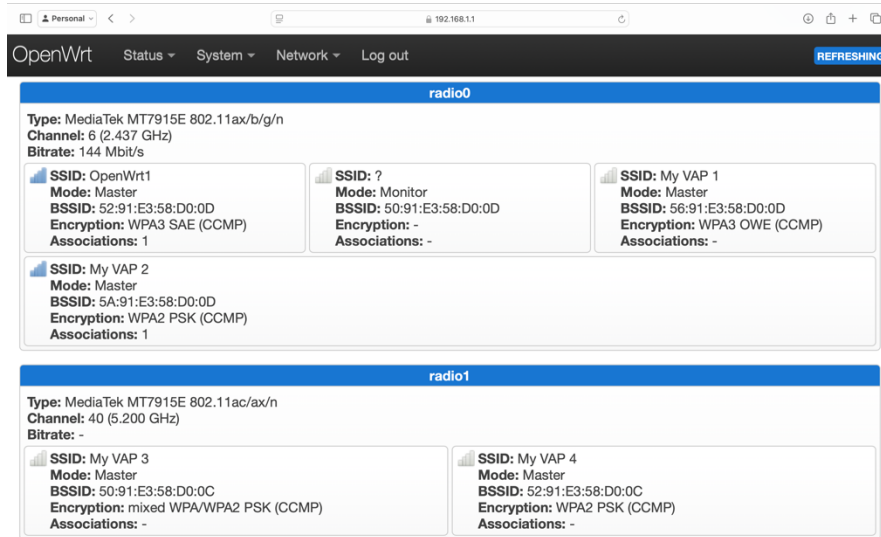 Personal
192.168.1.1
OpenWrt Status System Network Log out REFRESHING
radio0
Type: MediaTek MT7915E 802.11ax/b/g/n
Channel: 6 (2.437 GHz)
Bitrate: 144 Mbit/s
SSID: OpenWrt1
Mode: Master
BSSID: 52:91:E3:58:D0:0D
Encryption: WPA3 SAE (CCMP)
Associations: 1
SSID: ?
Mode: Monitor
BSSID: 50:91:E3:58:D0:0D
Encryption: -
Associations: -
SSID: My VAP 1
Mode: Master
BSSID: 56:91:E3:58:D0:0D
Encryption: WPA3 OWE (CCMP)
Associations: -
SSID: My VAP 2
Mode: Master
BSSID: 5A:91:E3:58:D0:0D
Encryption: WPA2 PSK (CCMP)
Associations: 1
radio1
Type: MediaTek MT7915E 802.11ac/ax/n
Channel: 40 (5.200 GHz)
Bitrate: -
SSID: My VAP 3
Mode: Master
BSSID: 50:91:E3:58:D0:0C
Encryption: mixed WPA/WPA2 PSK (CCMP)
Associations: -
SSID: My VAP 4
Mode: Master
BSSID: 52:91:E3:58:D0:0C
Encryption: WPA2 PSK (CCMP)
Associations: -